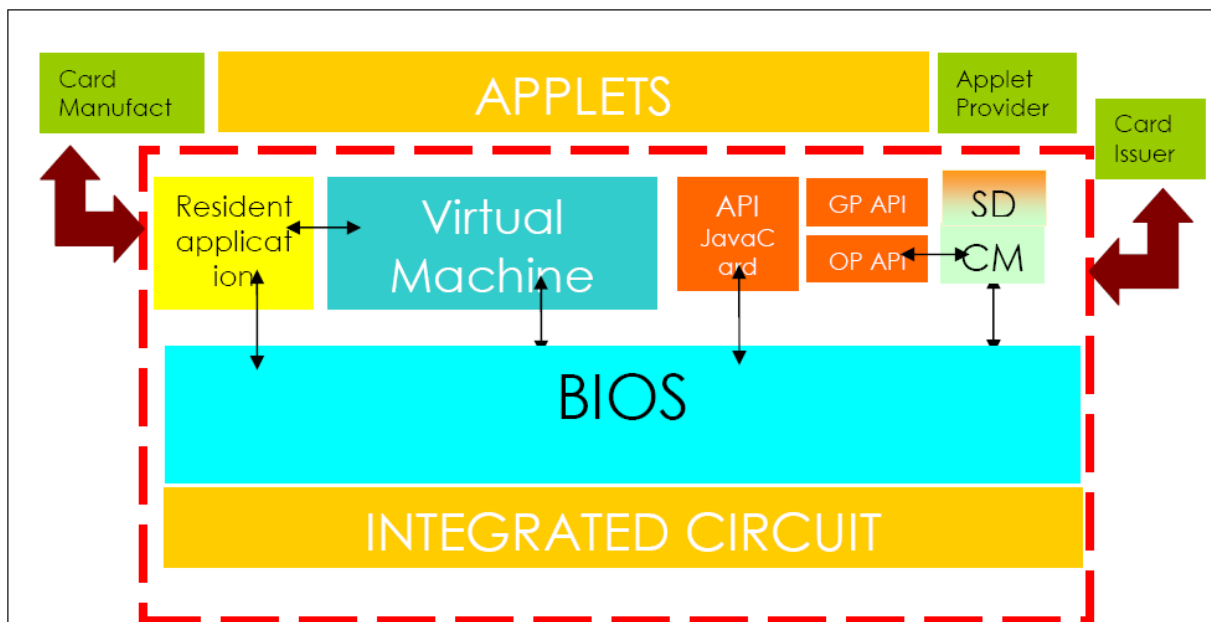 Card
Manufact
APPLETS
Applet
Provider
Card
Issuer
Resident
applicat
ion
Virtual
Machine
API
JavaC
ard
GP API
OP API
SD
CM
BIOS
INTEGRATED CIRCUIT